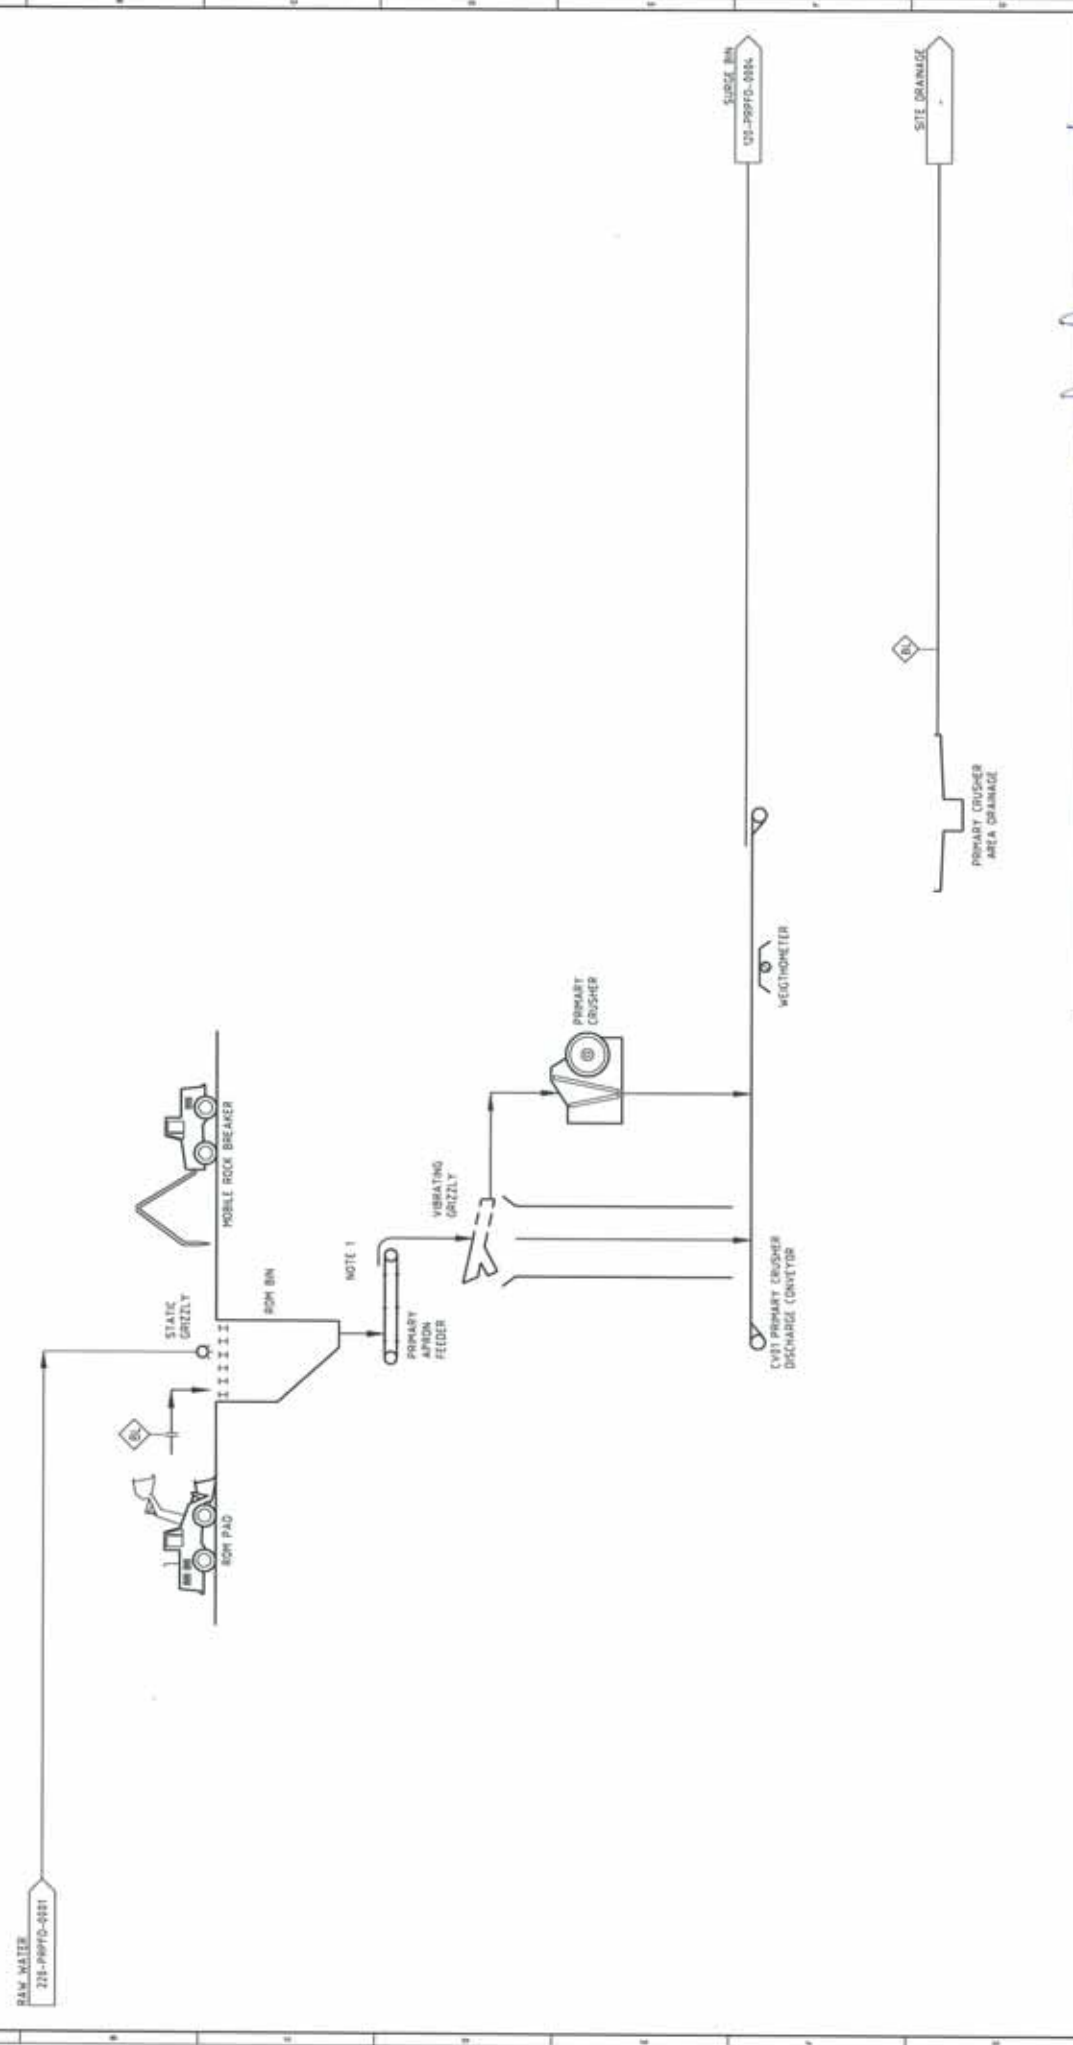 RAW WATER
220-PRPFD-0001
BL
STATIC
GRIZZLY
ROM PAD
MOBILE ROCK BREAKER
ROM BIN
NOTE 1
PRIMARY
APRON
FEEDER
VIBRATING
GRIZZLY
PRIMARY
CRUSHER
CV01 PRIMARY CRUSHER
DISCHARGE CONVEYOR
WEIGTHOMETER
SURGE BIN
120-PRPFD-0004
BL
PRIMARY CRUSHER
AREA DRAINAGE
SITE DRAINAGE
-